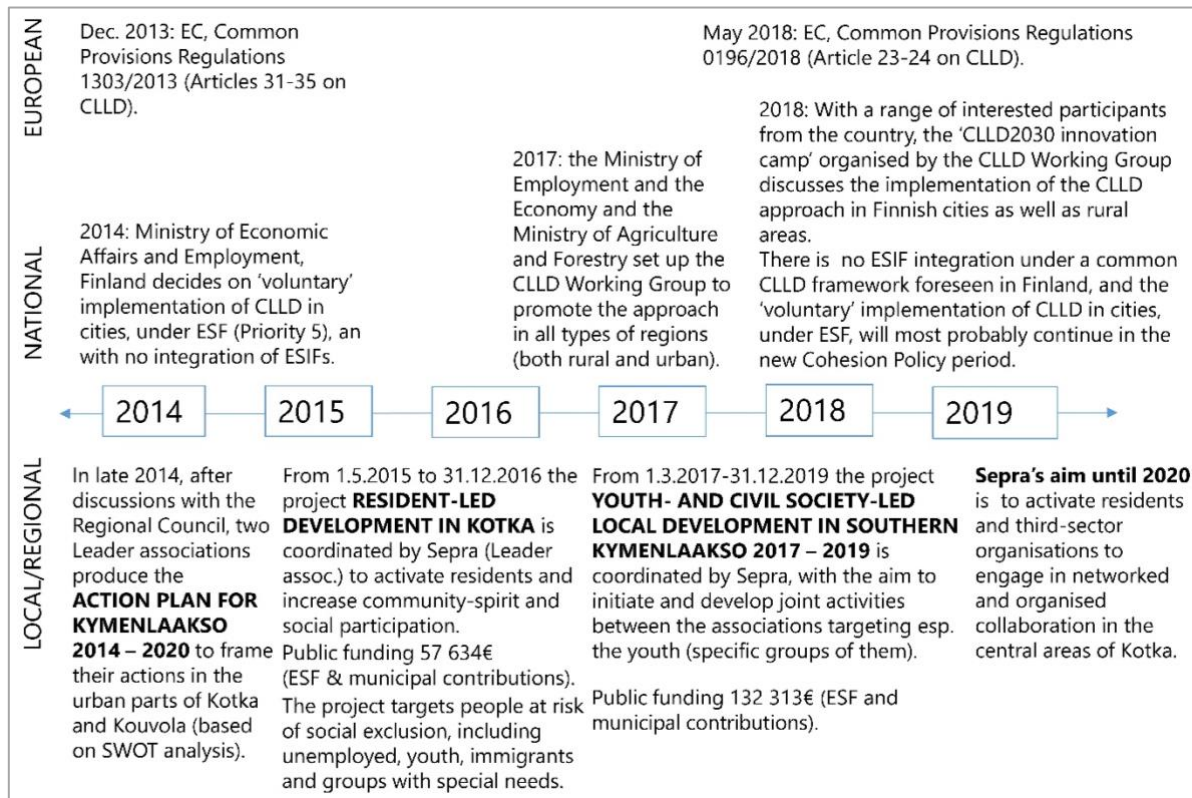 EUROPEAN
Dec. 2013: EC, Common
Provisions Regulations
1303/2013 (Articles 31-35 on
CLLD).
May 2018: EC, Common Provisions Regulations
0196/2018 (Article 23-24 on CLLD).
NATIONAL
2014: Ministry of Economic
Affairs and Employment,
Finland decides on ‘voluntary’
implementation of CLLD in
cities, under ESF (Priority 5), an
with no integration of ESIFs.
2017: the Ministry of
Employment and the
Economy and the
Ministry of Agriculture
and Forestry set up the
CLLD Working Group to
promote the approach
in all types of regions
(both rural and urban).
2018: With a range of interested participants
from the country, the ‘CLLD2030 innovation
camp’ organised by the CLLD Working Group
discusses the implementation of the CLLD
approach in Finnish cities as well as rural
areas.
There is no ESIF integration under a common
CLLD framework foreseen in Finland, and the
‘voluntary’ implementation of CLLD in cities,
under ESF, will most probably continue in the
new Cohesion Policy period.
2014
2015
2016
2017
2018
2019
LOCAL/REGIONAL
In late 2014, after
discussions with the
Regional Council, two
Leader associations
produce the
ACTION PLAN FOR
KYMENLAAKSO
2014 – 2020 to frame
their actions in the
urban parts of Kotka
and Kouvola (based
on SWOT analysis).
From 1.5.2015 to 31.12.2016 the
project RESIDENT-LED
DEVELOPMENT IN KOTKA is
coordinated by Sepra (Leader
assoc.) to activate residents and
increase community-spirit and
social participation.
Public funding 57 634€
(ESF & municipal contributions).
The project targets people at risk
of social exclusion, including
unemployed, youth, immigrants
and groups with special needs.
From 1.3.2017-31.12.2019 the project
YOUTH- AND CIVIL SOCIETY-LED
LOCAL DEVELOPMENT IN SOUTHERN
KYMENLAAKSO 2017 – 2019 is
coordinated by Sepra, with the aim to
initiate and develop joint activities
between the associations targeting esp.
the youth (specific groups of them).
Public funding 132 313€ (ESF and
municipal contributions).
Sepra’s aim until 2020
is to activate residents
and third-sector
organisations to
engage in networked
and organised
collaboration in the
central areas of Kotka.